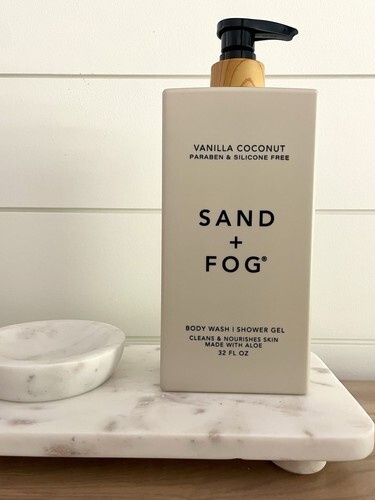 VANILLA COCONUT
PARABEN & SILICONE FREE
SAND
+
FOG®
BODY WASH | SHOWER GEL
CLEANS & NOURISHES SKIN
MADE WITH ALOE
32 FL OZ